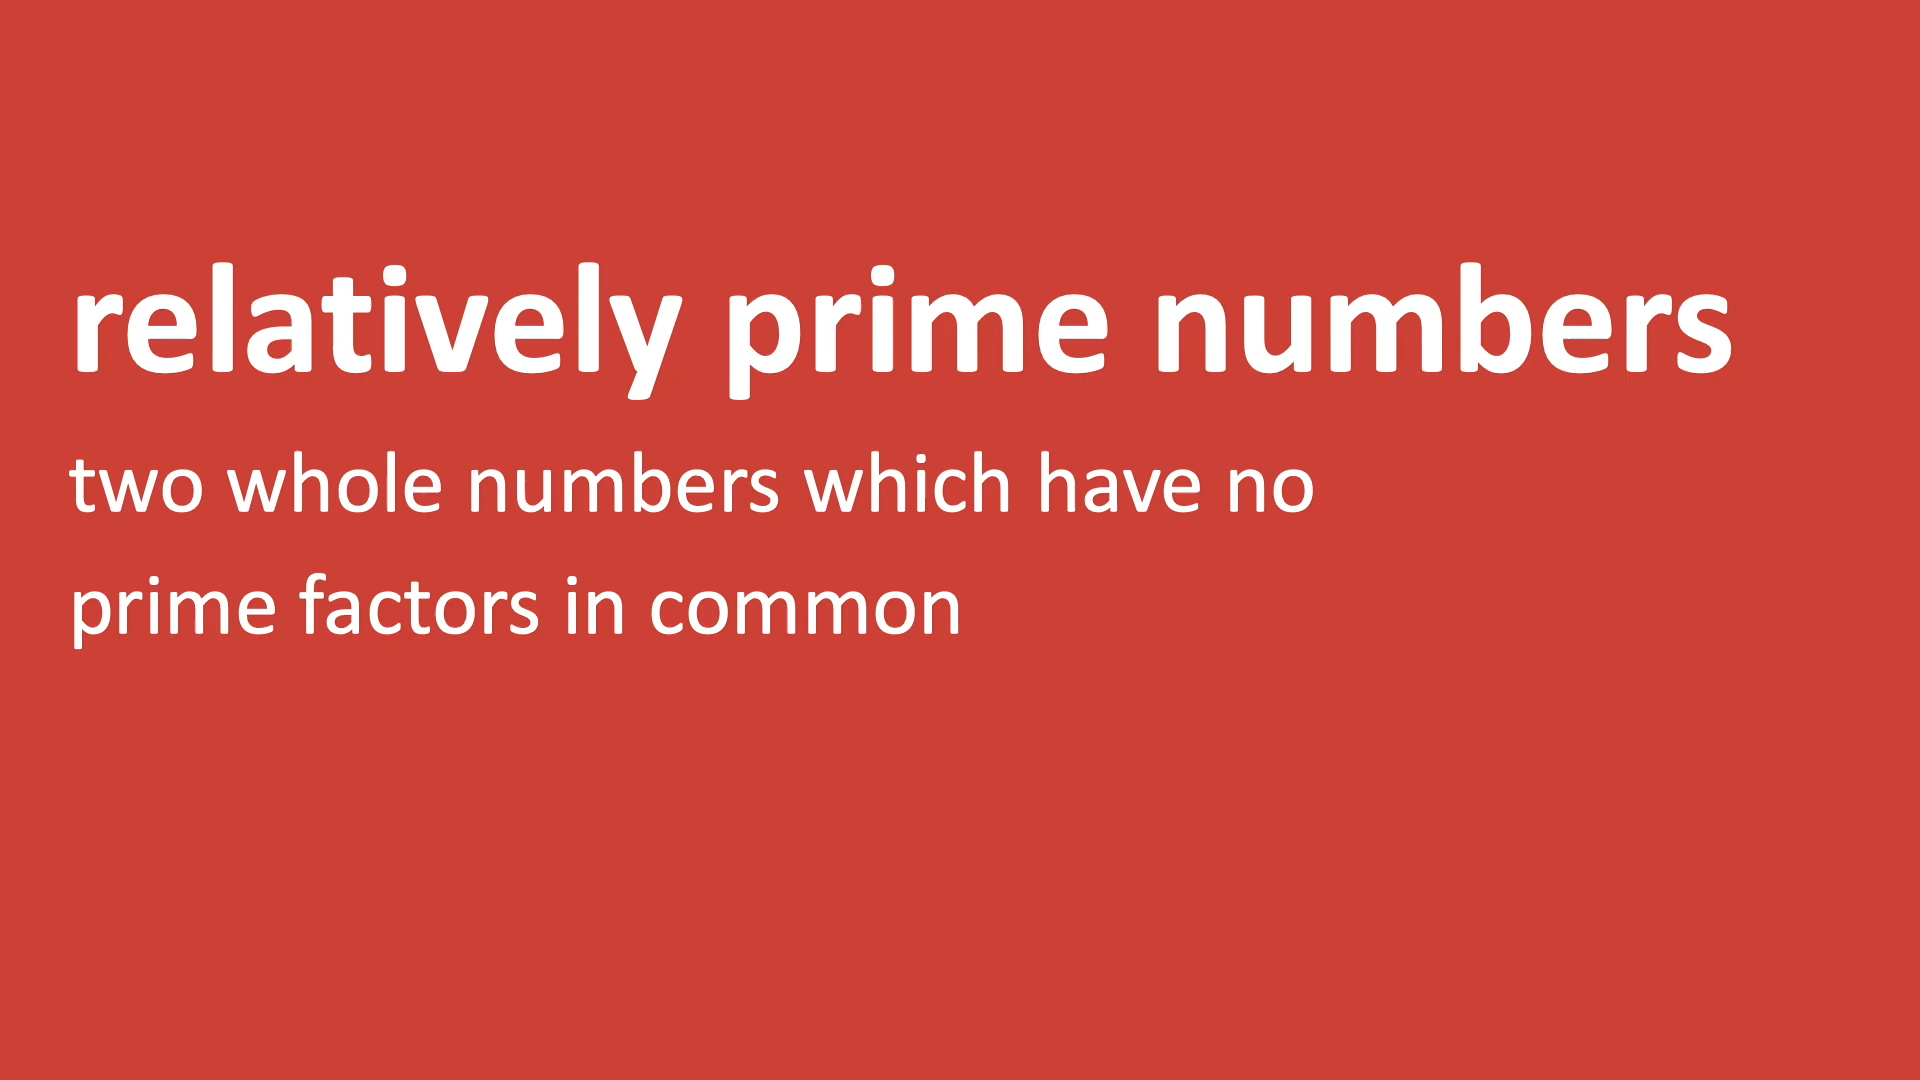 relatively prime numbers
two whole numbers which have no
prime factors in common